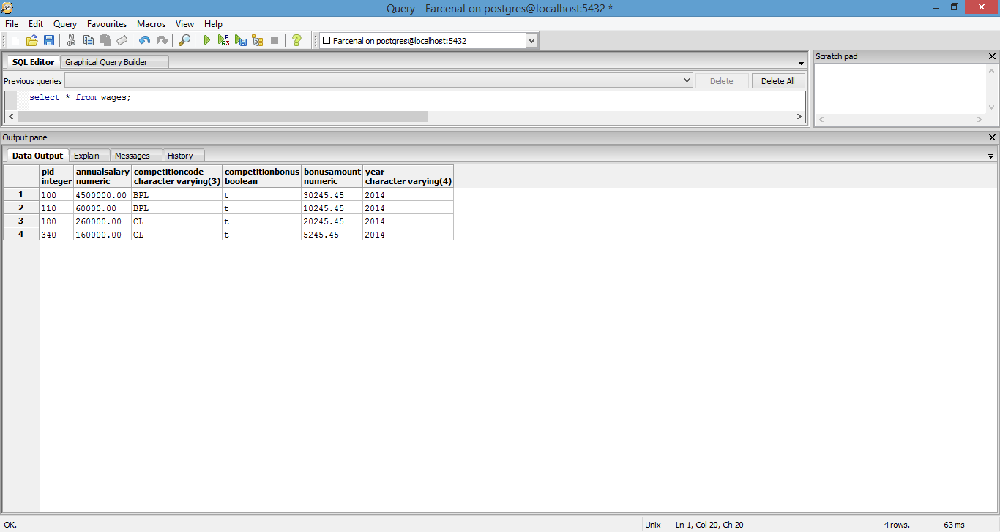 Query - Farcenal on postgres@localhost:5432 *
File Edit Query Favourites Macros View Help
Farcenal on postgres@localhost:5432
SQL Editor Graphical Query Builder
Scratch pad
Previous queries Delete Delete All
select * from wages;
Output pane
Data Output Explain Messages History
pid annualsalary competitioncode competitionbonus bonusamount year
integer numeric character varying(3) boolean numeric character varying(4)
1 100 4500000.00 BPL t 30245.45 2014
2 110 60000.00 BPL t 10245.45 2014
3 180 260000.00 CL t 20245.45 2014
4 340 160000.00 CL t 5245.45 2014
OK. Unix Ln 1, Col 20, Ch 20 4 rows. 63 ms